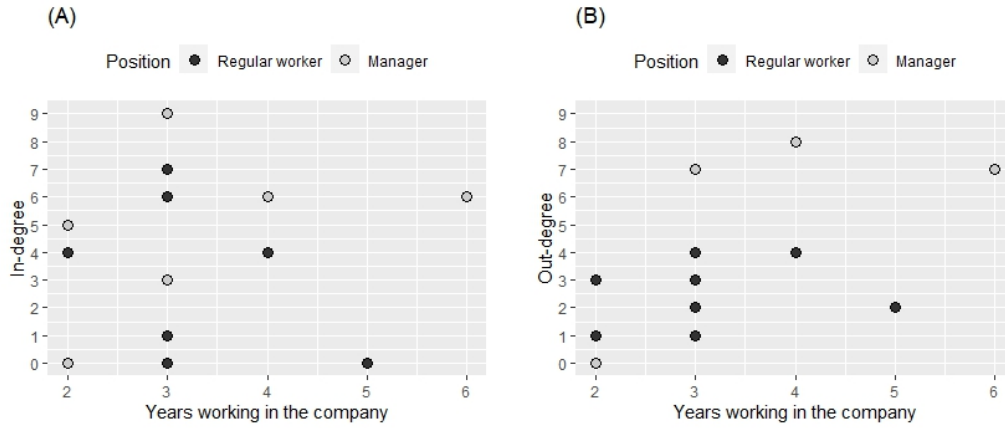 (A)
Position Regular worker Manager
9
8
7
6
5
4
3
2
1
0
In-degree
2 3 4 5 6
Years working in the company
(B)
Position Regular worker Manager
9
8
7
6
5
4
3
2
1
0
Out-degree
2 3 4 5 6
Years working in the company